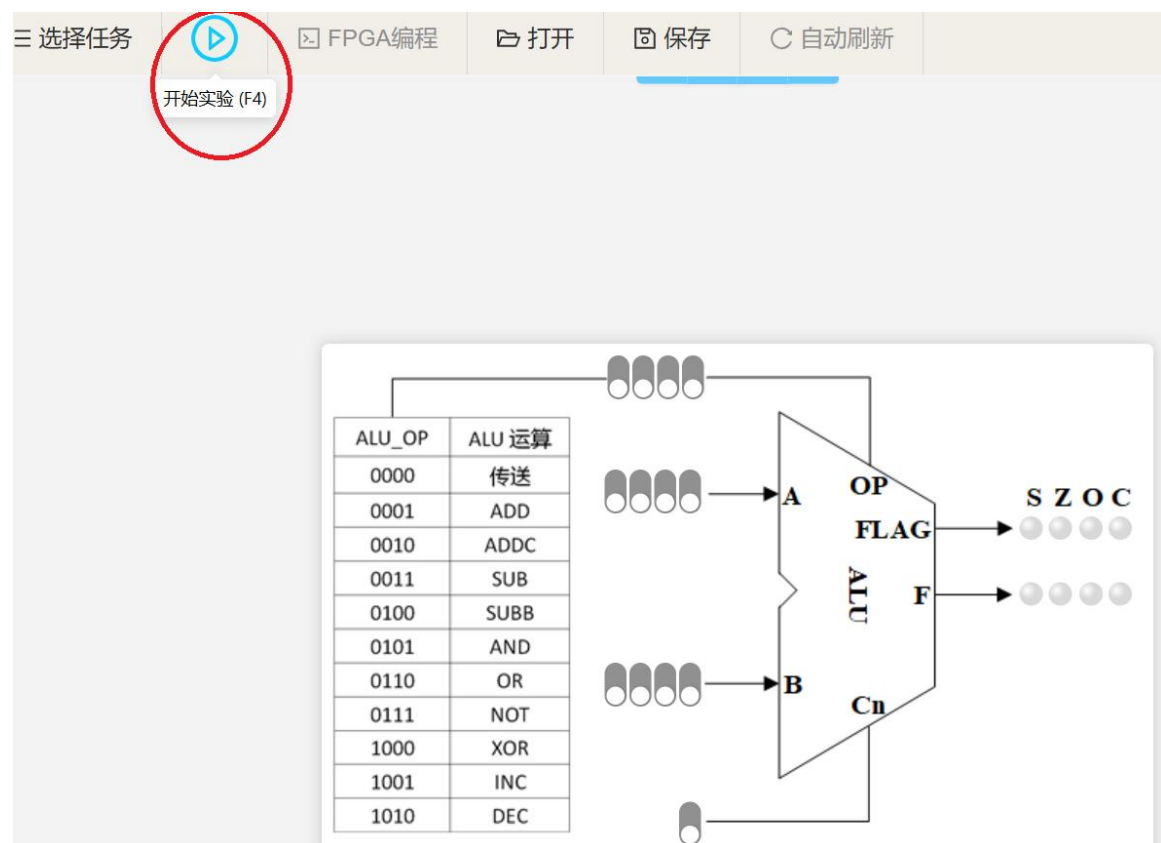 选择任务 FPGA编程 打开 保存 自动刷新
开始实验 (F4)
ALU_OP ALU 运算
0000 传送
0001 ADD
0010 ADDC
0011 SUB
0100 SUBB
0101 AND
0110 OR
0111 NOT
1000 XOR
1001 INC
1010 DEC
A
OP
FLAG
ALU
F
B
Cn
S Z O C